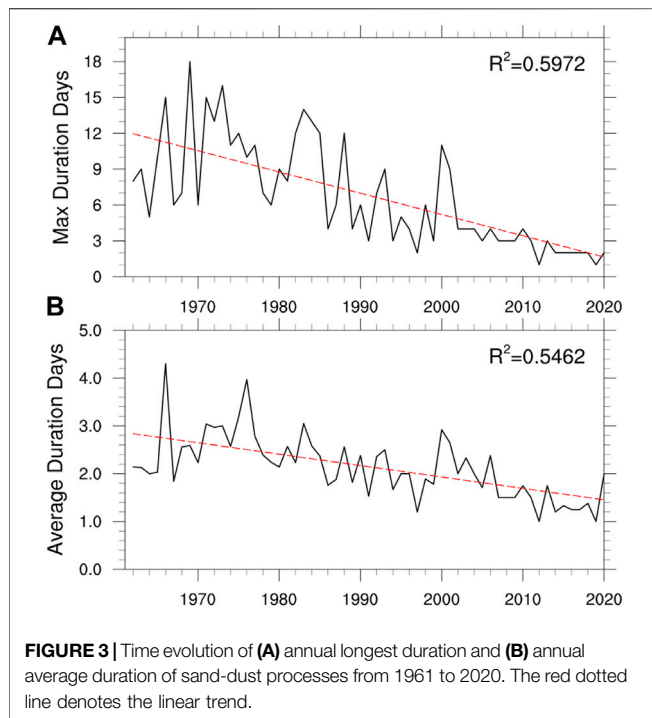 A
R²=0.5972
Max Duration Days
18
15
12
9
6
3
0
1970 1980 1990 2000 2010 2020
B
R²=0.5462
Average Duration Days
5.0
4.0
3.0
2.0
1.0
0.0
1970 1980 1990 2000 2010 2020
FIGURE 3 | Time evolution of (A) annual longest duration and (B) annual
average duration of sand-dust processes from 1961 to 2020. The red dotted
line denotes the linear trend.